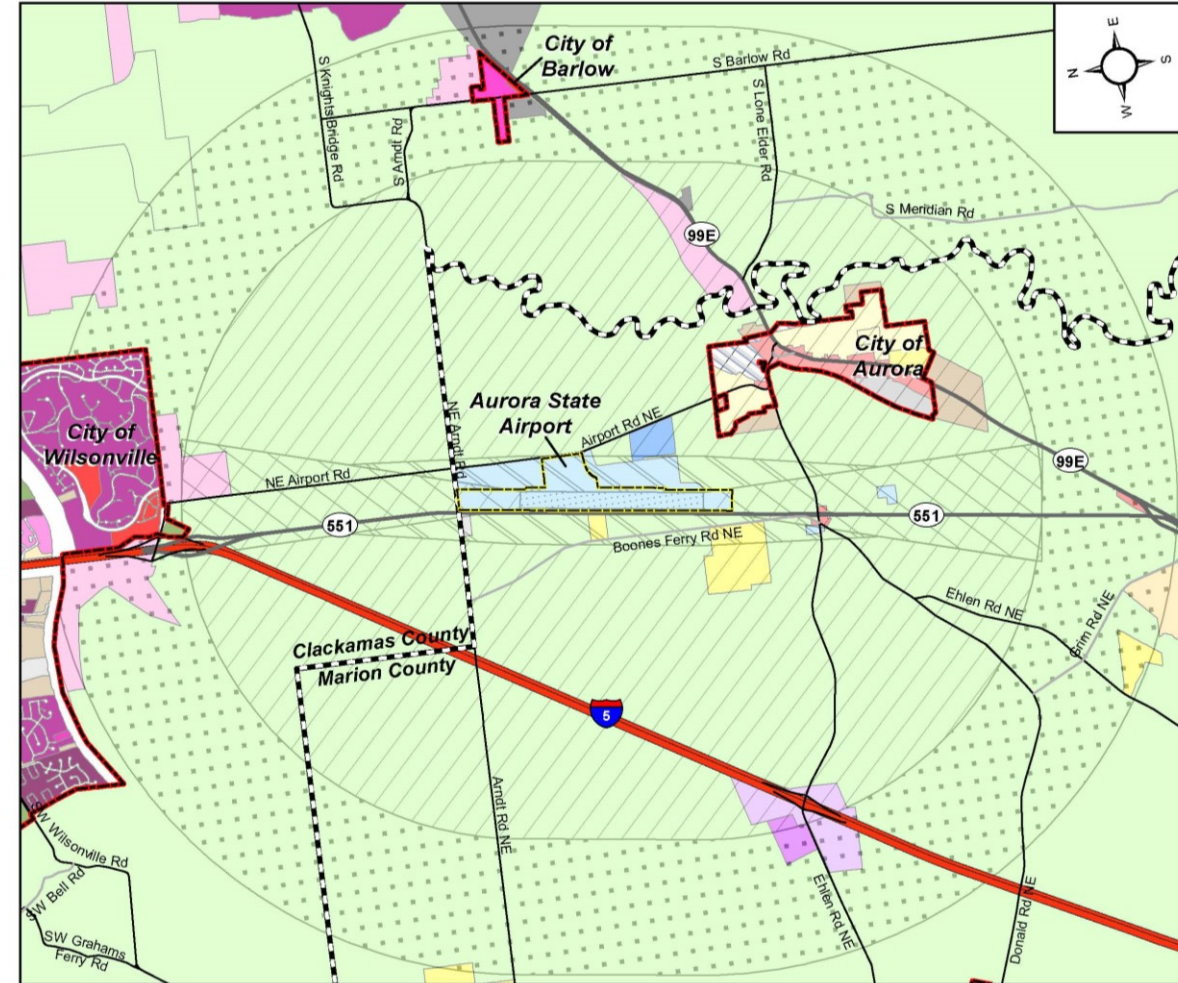 City of
Barlow
S Barlow Rd
S Knights Bridge Rd
S Arndt Rd
S Lone Elder Rd
S Meridian Rd
E
N
S
W
99E
City of
Aurora
City of
Wilsonville
Aurora State
Airport
Airport Rd NE
NE Arndt Rd
NE Airport Rd
551
551
99E
Boones Ferry Rd NE
Ehlen Rd NE
Grim Rd NE
Clackamas County
Marion County
5
Arndt Rd NE
SW Wilsonville Rd
SW Bell Rd
SW Grahams
Ferry Rd
Ehlen Rd NE
Donald Rd NE